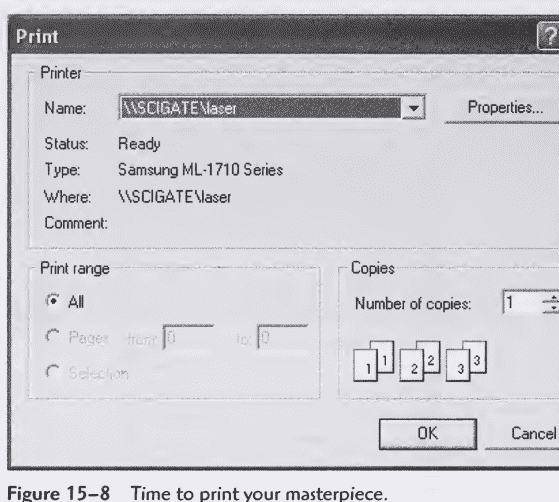 Print ?
Printer
Name: \\SCIGATE\laser Properties...
Status: Ready
Type: Samsung ML-1710 Series
Where: \\SCIGATE\laser
Comment:
Print range
All
Pages from: 0 to: 0
Selection
Copies
Number of copies: 1
1 1 2 2 3 3
OK Cancel
Figure 15–8 Time to print your masterpiece.